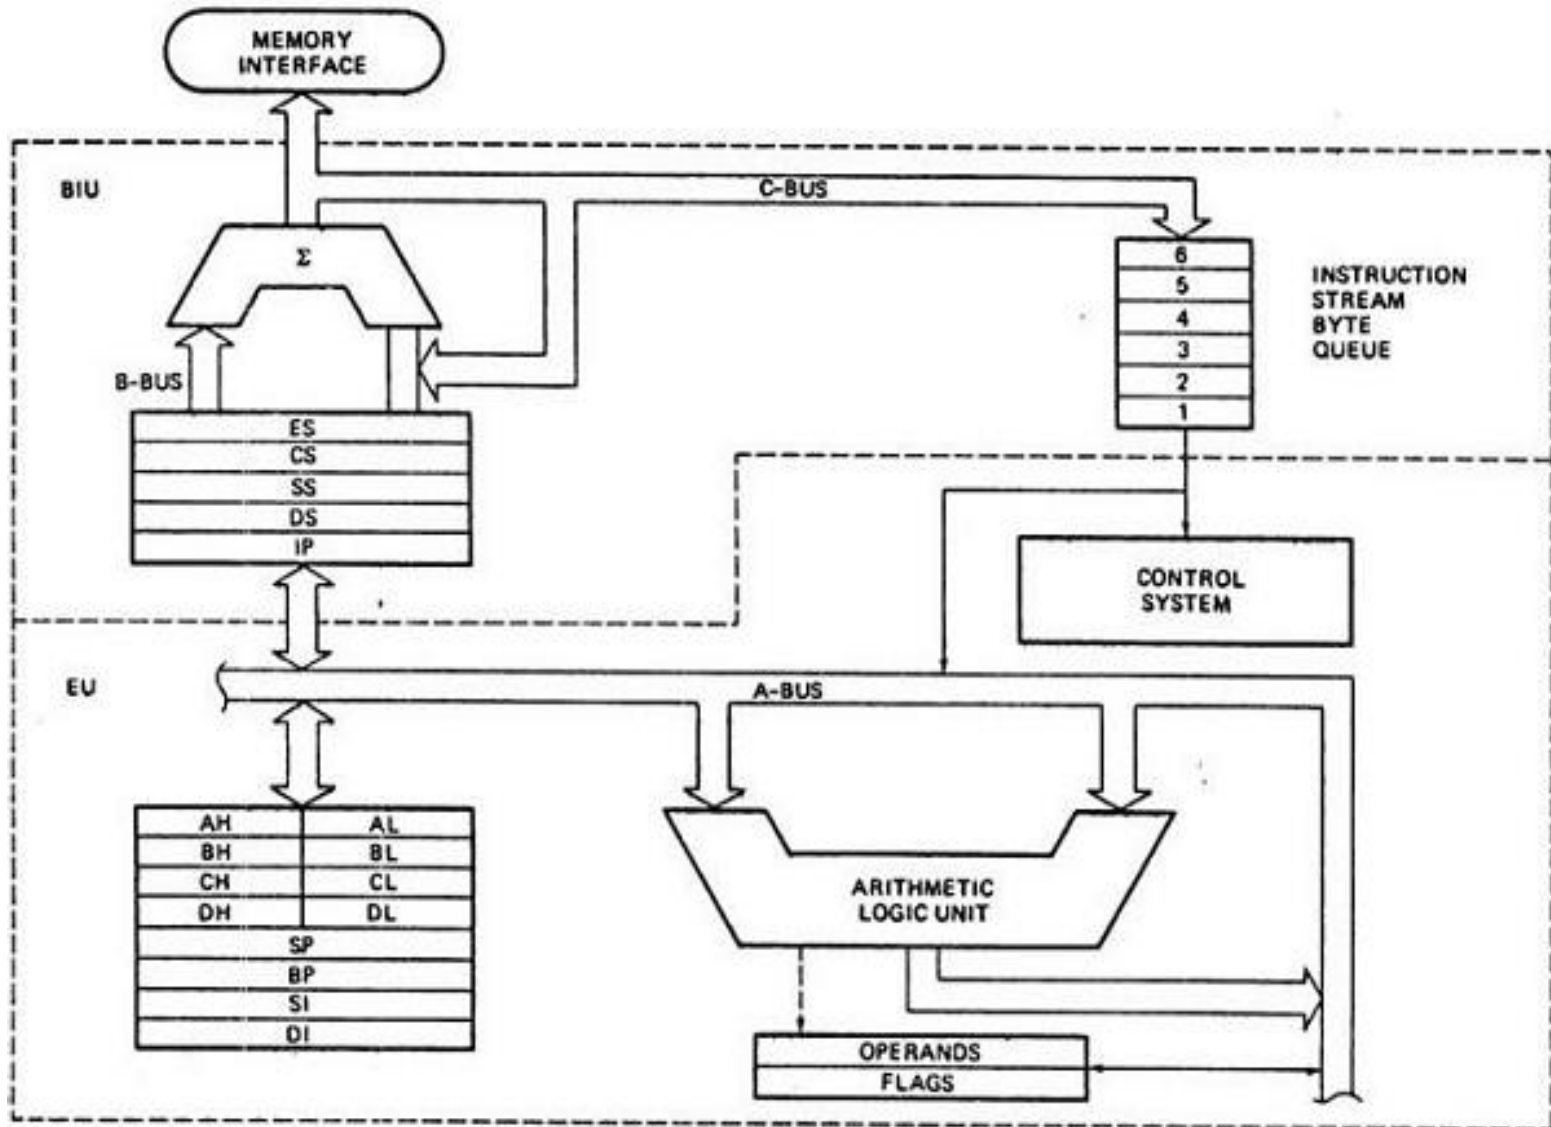 MEMORY
INTERFACE
BIU
C-BUS
Σ
B-BUS
6
5
4
3
2
1
INSTRUCTION
STREAM
BYTE
QUEUE
ES
CS
SS
DS
IP
CONTROL
SYSTEM
EU
A-BUS
AH AL
BH BL
CH CL
DH DL
SP
BP
SI
DI
ARITHMETIC
LOGIC UNIT
OPERANDS
FLAGS